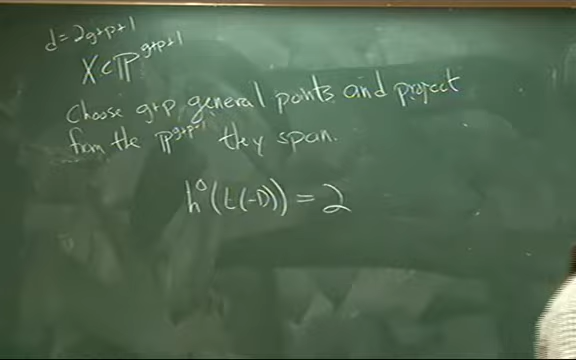 d = 2g+p+1
X ⊂ ℙ^{g+p+1}
Choose g+p general points and project
from the ℙ^{g+p-1} they span.
h⁰(L(-D)) = 2